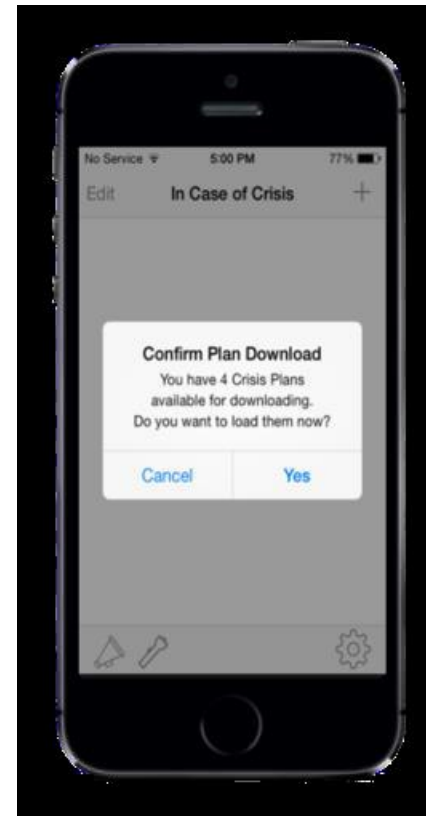 No Service 5:00 PM 77%
Edit In Case of Crisis +
Confirm Plan Download
You have 4 Crisis Plans
available for downloading.
Do you want to load them now?
Cancel Yes